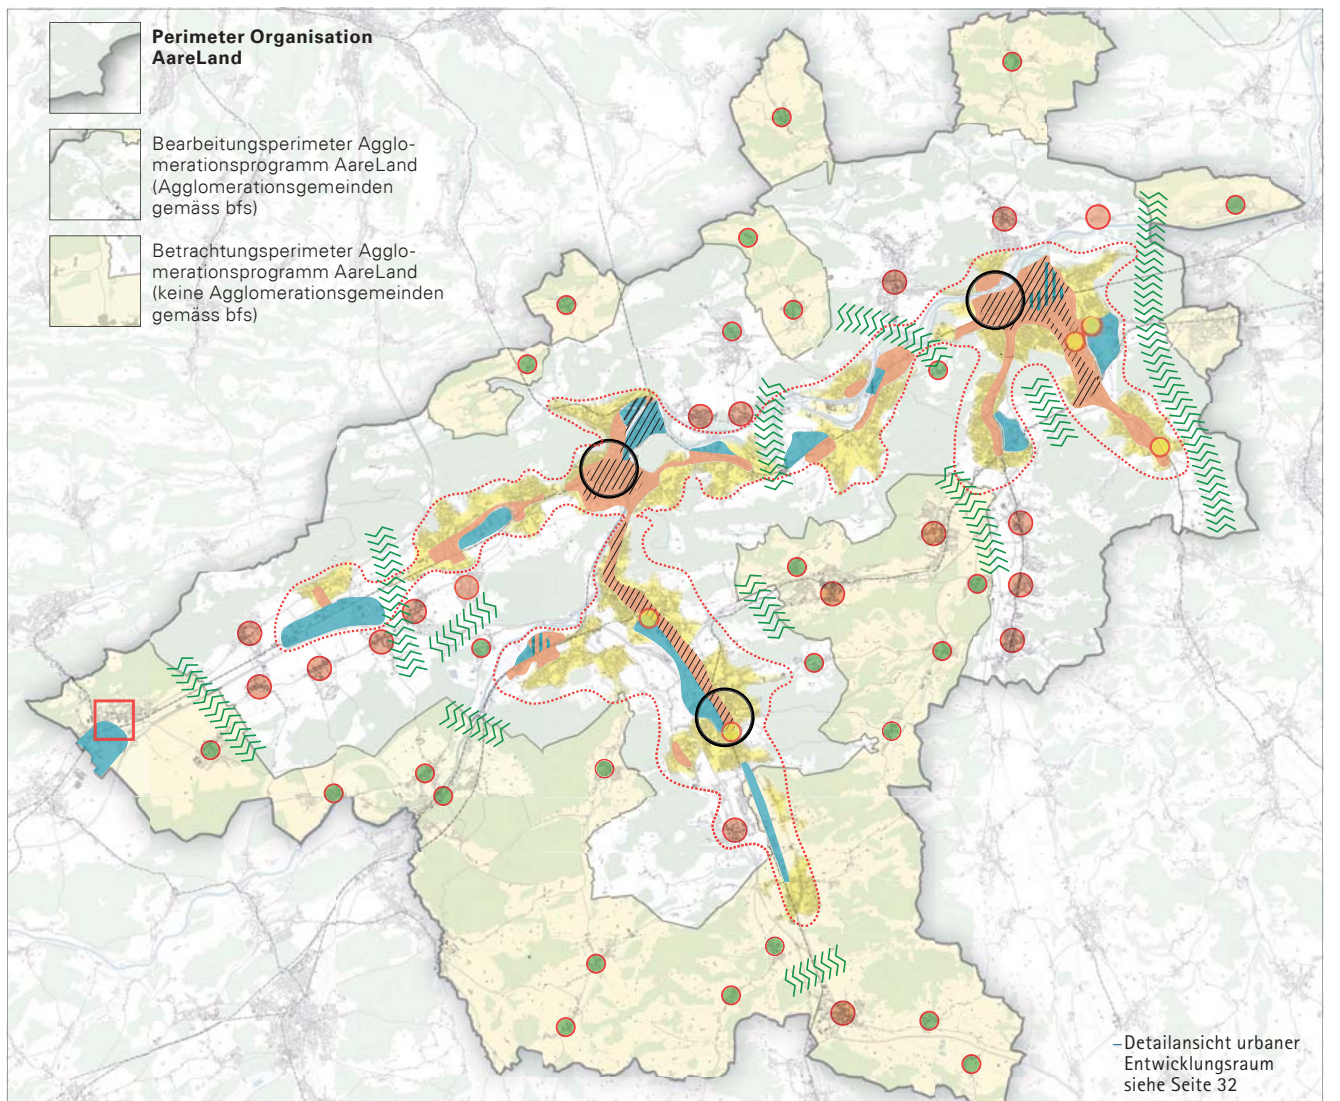 Perimeter Organisation
AareLand
Bearbeitungsperimeter Agglo-
merationsprogramm AareLand
(Agglomerationsgemeinden
gemäss bfs)
Betrachtungsperimeter Agglo-
merationsprogramm AareLand
(keine Agglomerationsgemeinden
gemäss bfs)
–Detailansicht urbaner
Entwicklungsraum
siehe Seite 32